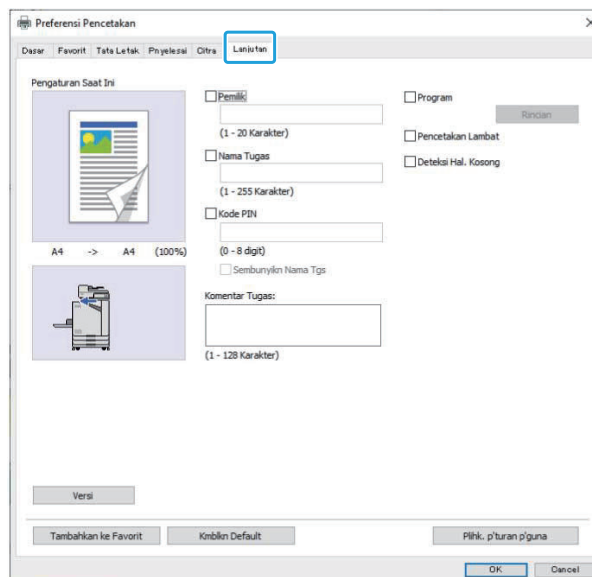 Preferensi Pencetakan
Dasar Favorit Tata Letak Pnyelesai Citra Lanjutan
Pengaturan Saat Ini
A4 -> A4 (100%)
Versi
Pemilik
(1 - 20 Karakter)
Nama Tugas
(1 - 255 Karakter)
Kode PIN
(0 - 8 digit)
Sembunyikn Nama Tgs
Komentar Tugas:
(1 - 128 Karakter)
Program
Rincian
Pencetakan Lambat
Deteksi Hal. Kosong
Tambahkan ke Favorit Kmblkn Default Plihk. p'turan p'guna
OK Cancel